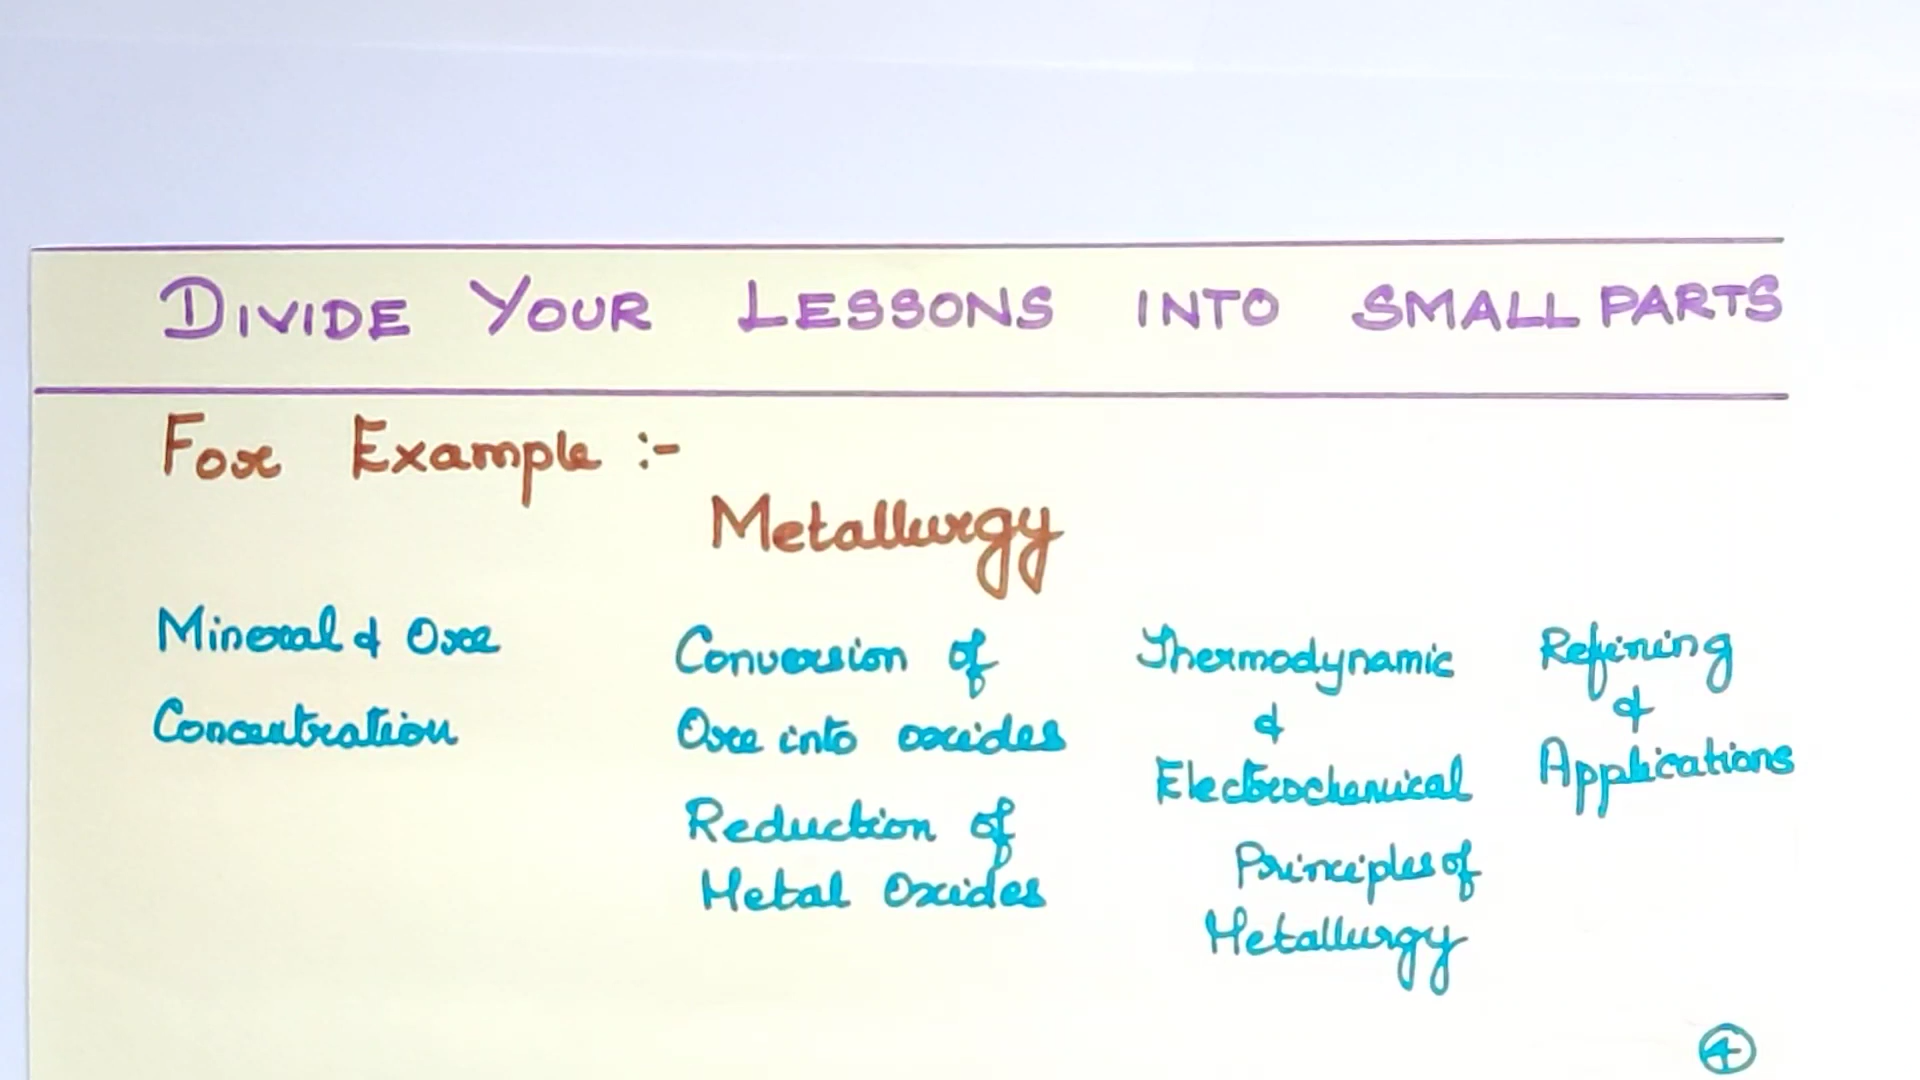 DIVIDE YOUR LESSONS INTO SMALL PARTS
For Example :-
Metallurgy
Mineral & Ore
Concentration
Conversion of
Ore into oxides
Reduction of
Metal Oxides
Thermodynamic
&
Electrochemical
Principles of
Metallurgy
Refining
&
Applications
4